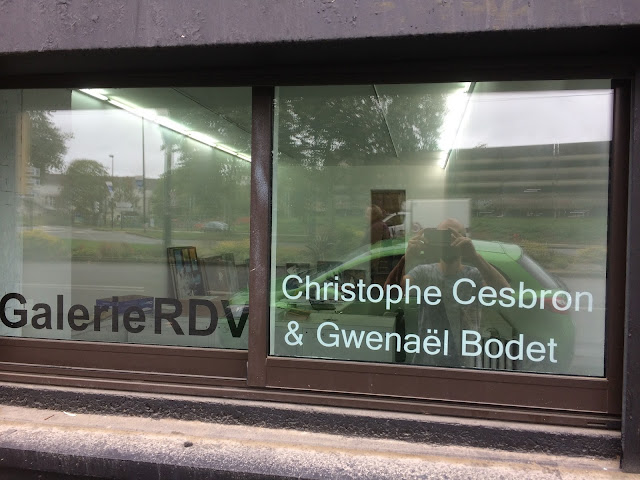 GalerieRDV
Christophe Cesbron
& Gwenaël Bodet